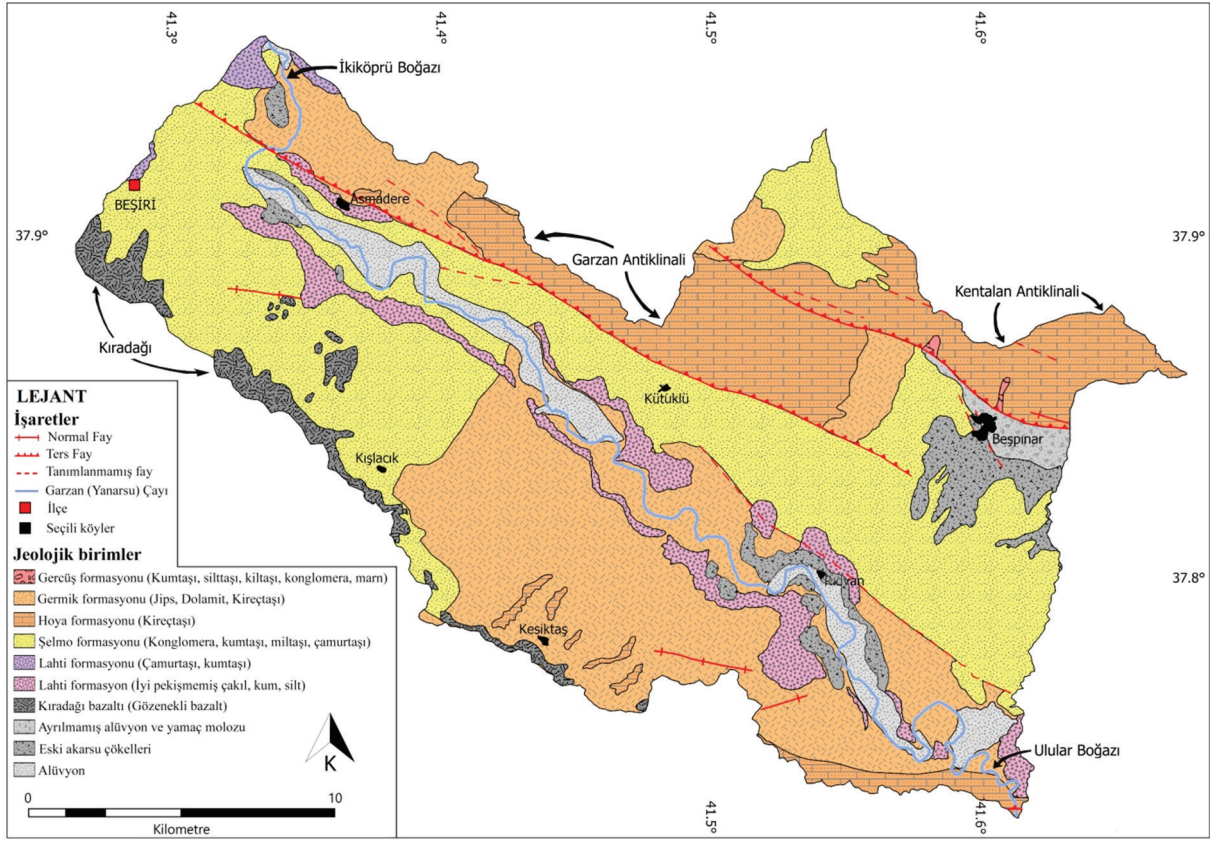 41.3°
41.4°
41.5°
41.6°
İkiköprü Boğazı
BEŞİRİ
Asmadere
37.9°
37.9°
Garzan Antiklinali
Kentalan Antiklinali
Kıradağı
Kütüklü
Beşpınar
Kışlacık
37.8°
Kesiktaş
Ulular Boğazı
LEJANT
İşaretler
Normal Fay
Ters Fay
Tanımlanmamış fay
Garzan (Yanarsu) Çayı
İlçe
Seçili köyler
Jeolojik birimler
Gercüş formasyonu (Kumtaşı, silttaşı, kiltaşı, konglomera, marn)
Germik formasyonu (Jips, Dolamit, Kireçtaşı)
Hoya formasyonu (Kireçtaşı)
Şelmo formasyonu (Konglomera, kumtaşı, miltaşı, çamurtaşı)
Lahti formasyonu (Çamurtaşı, kumtaşı)
Lahti formasyon (İyi pekişmemiş çakıl, kum, silt)
Kıradağı bazaltı (Gözenekli bazalt)
Ayrılmamış alüvyon ve yamaç molozu
Eski akarsu çökelleri
Alüvyon
K
0 10
Kilometre
41.5°
41.6°